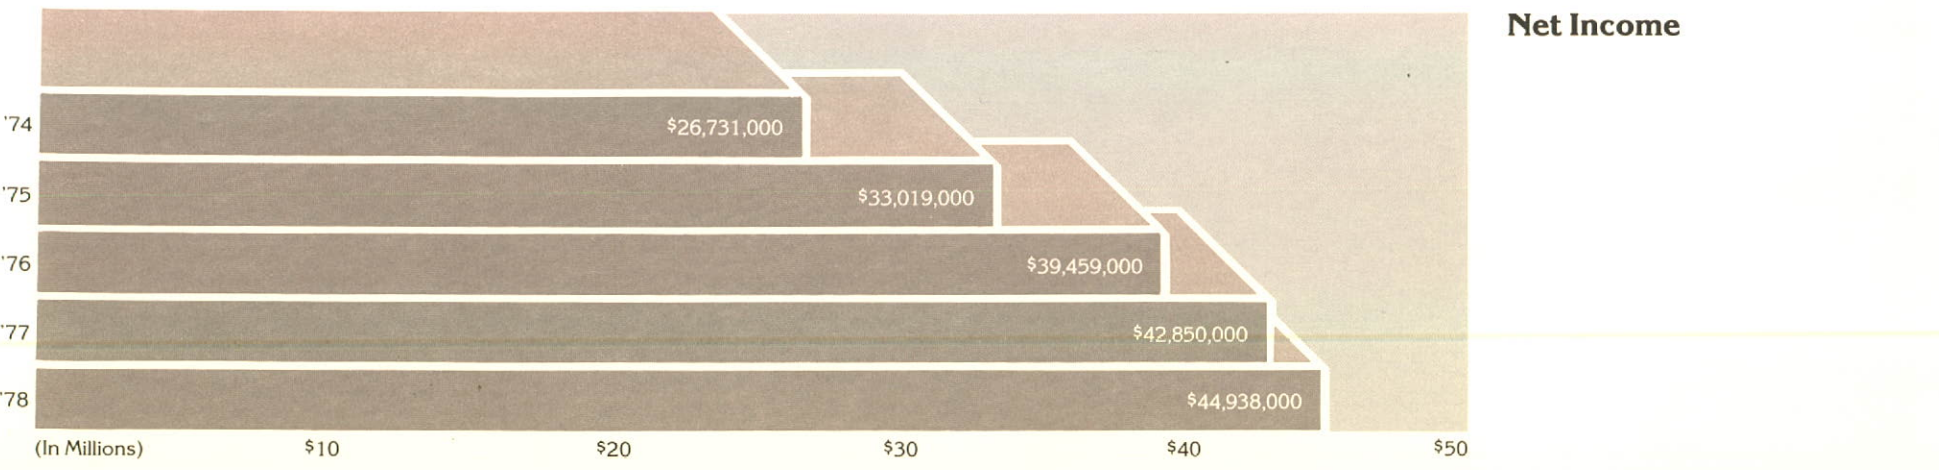 Net Income
'74 $26,731,000
'75 $33,019,000
'76 $39,459,000
'77 $42,850,000
'78 $44,938,000
(In Millions) $10 $20 $30 $40 $50